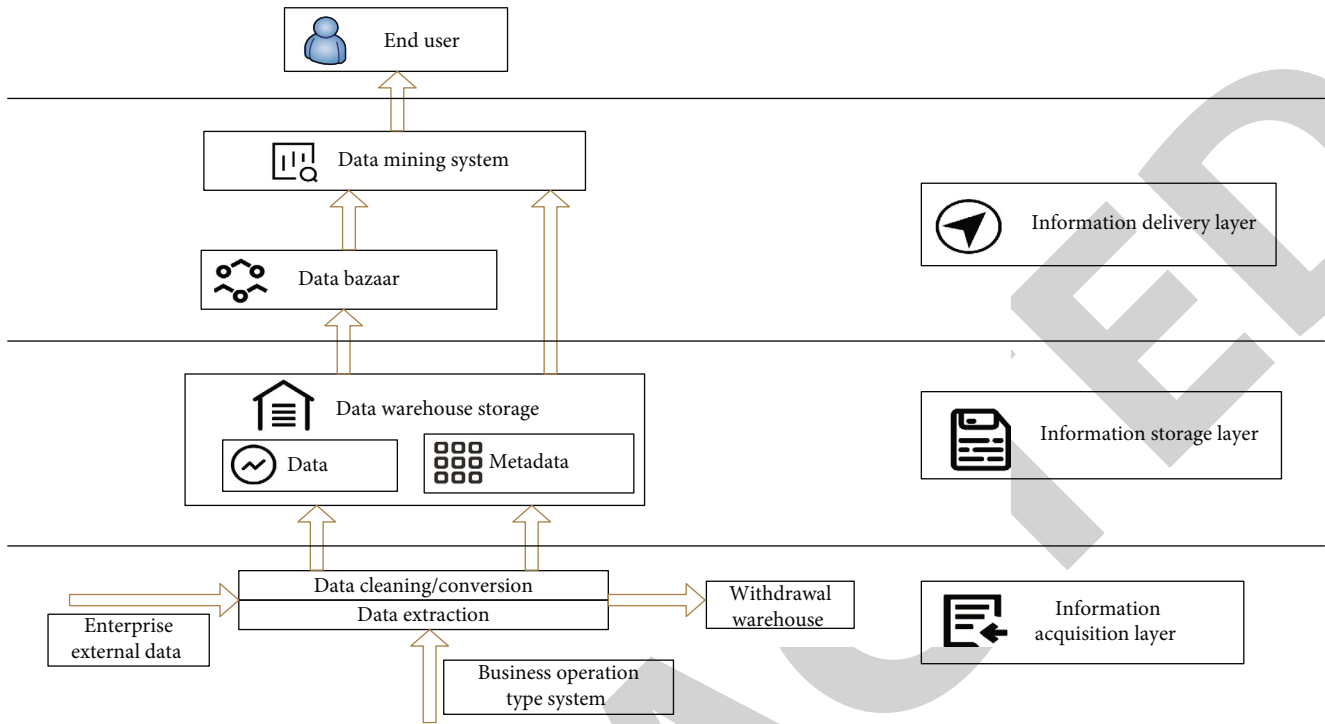 End user
Data mining system
Information delivery layer
Data bazaar
Data warehouse storage
Data
Metadata
Information storage layer
Data cleaning/conversion
Data extraction
Enterprise
external data
Withdrawal
warehouse
Information
acquisition layer
Business operation
type system